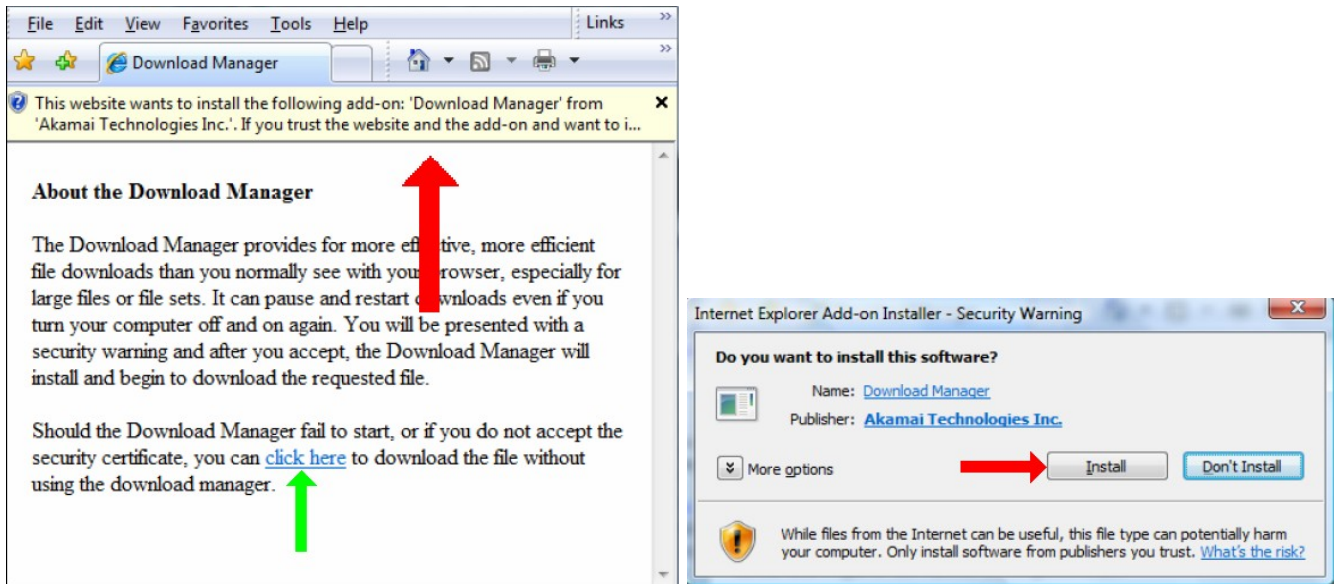 File Edit View Favorites Tools Help Links
Download Manager
This website wants to install the following add-on: 'Download Manager' from
'Akamai Technologies Inc.'. If you trust the website and the add-on and want to i...
About the Download Manager
The Download Manager provides for more effective, more efficient
file downloads than you normally see with your browser, especially for
large files or file sets. It can pause and restart downloads even if you
turn your computer off and on again. You will be presented with a
security warning and after you accept, the Download Manager will
install and begin to download the requested file.
Should the Download Manager fail to start, or if you do not accept the
security certificate, you can click here to download the file without
using the download manager.
Internet Explorer Add-on Installer - Security Warning
Do you want to install this software?
Name: Download Manager
Publisher: Akamai Technologies Inc.
More options Install Don't Install
While files from the Internet can be useful, this file type can potentially harm
your computer. Only install software from publishers you trust. What's the risk?